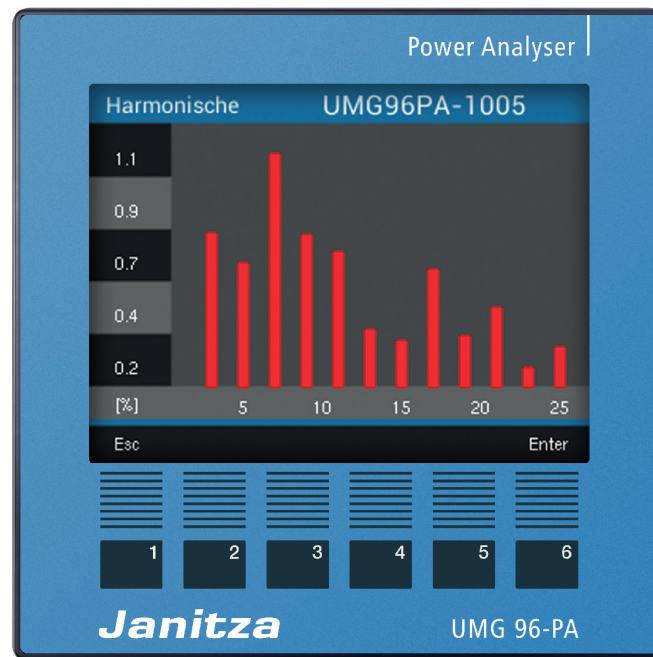 Power Analyser
Harmonische UMG96PA-1005
1.1
0.9
0.7
0.4
0.2
[%] 5 10 15 20 25
Esc Enter
1 2 3 4 5 6
Janitza UMG 96-PA